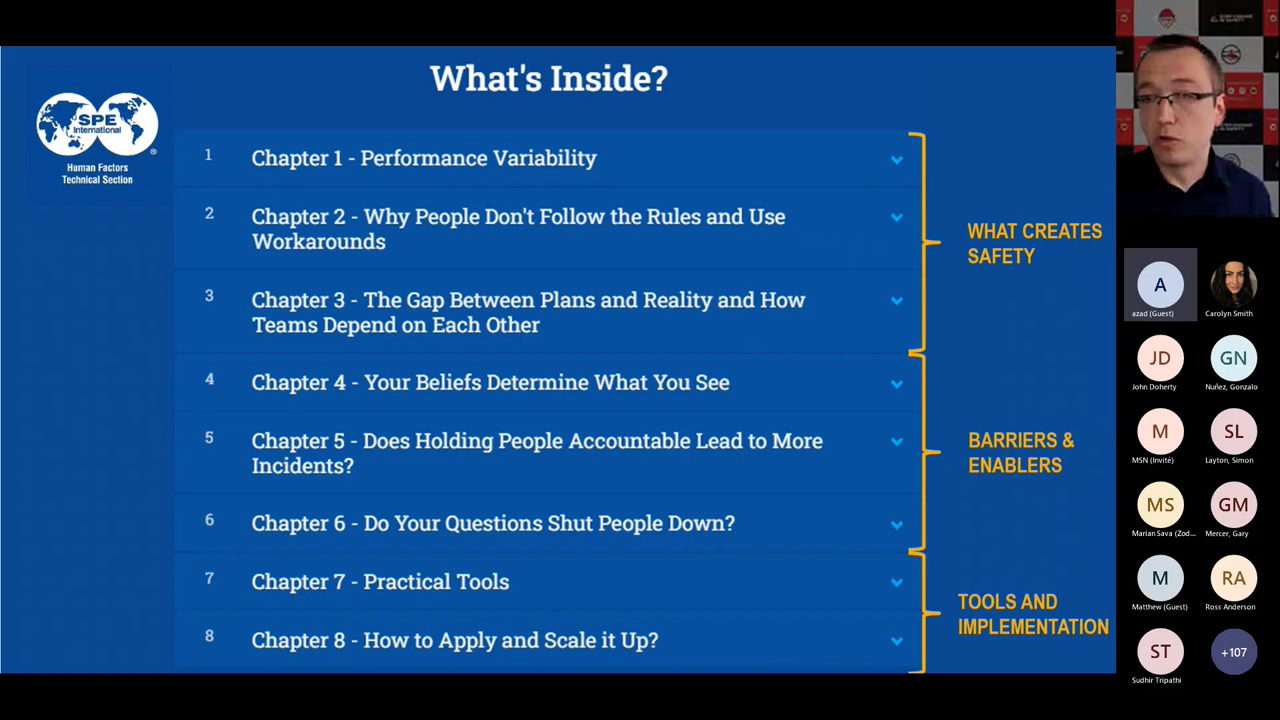 What's Inside?
SPE
International
®
Human Factors
Technical Section
1
Chapter 1 - Performance Variability
2
Chapter 2 - Why People Don't Follow the Rules and Use
Workarounds
3
Chapter 3 - The Gap Between Plans and Reality and How
Teams Depend on Each Other
WHAT CREATES
SAFETY
4
Chapter 4 - Your Beliefs Determine What You See
5
Chapter 5 - Does Holding People Accountable Lead to More
Incidents?
6
Chapter 6 - Do Your Questions Shut People Down?
BARRIERS &
ENABLERS
7
Chapter 7 - Practical Tools
8
Chapter 8 - How to Apply and Scale it Up?
TOOLS AND
IMPLEMENTATION
A
azad (Guest)
Carolyn Smith
JD
John Doherty
GN
Nuñez, Gonzalo
M
MSN (Invité)
SL
Layton, Simon
MS
Marian Sava (Zod...
GM
Mercer, Gary
M
Matthew (Guest)
RA
Ross Anderson
ST
Sudhir Tripathi
+107